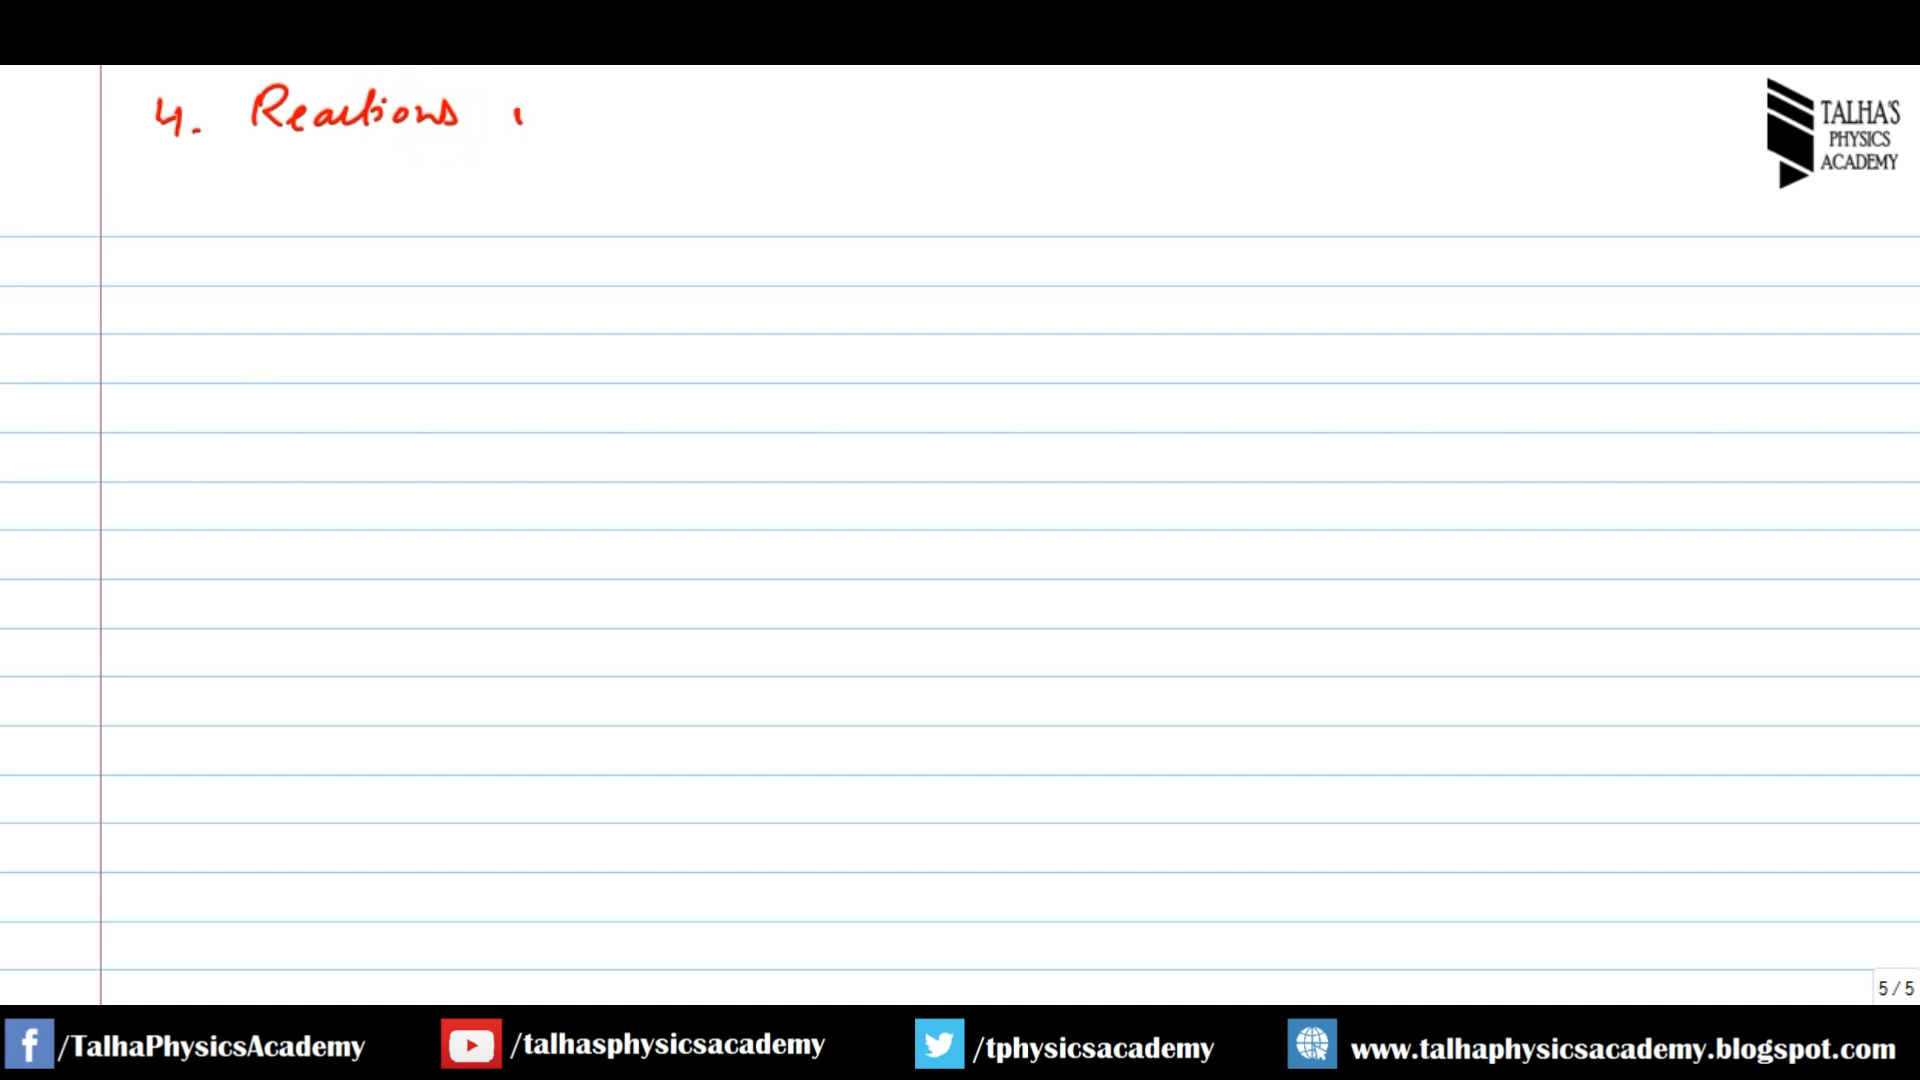 4. Reactions
TALHA'S
PHYSICS
ACADEMY
5 / 5
/TalhaPhysicsAcademy
/talhasphysicsacademy
/tphysicsacademy
www.talhaphysicsacademy.blogspot.com